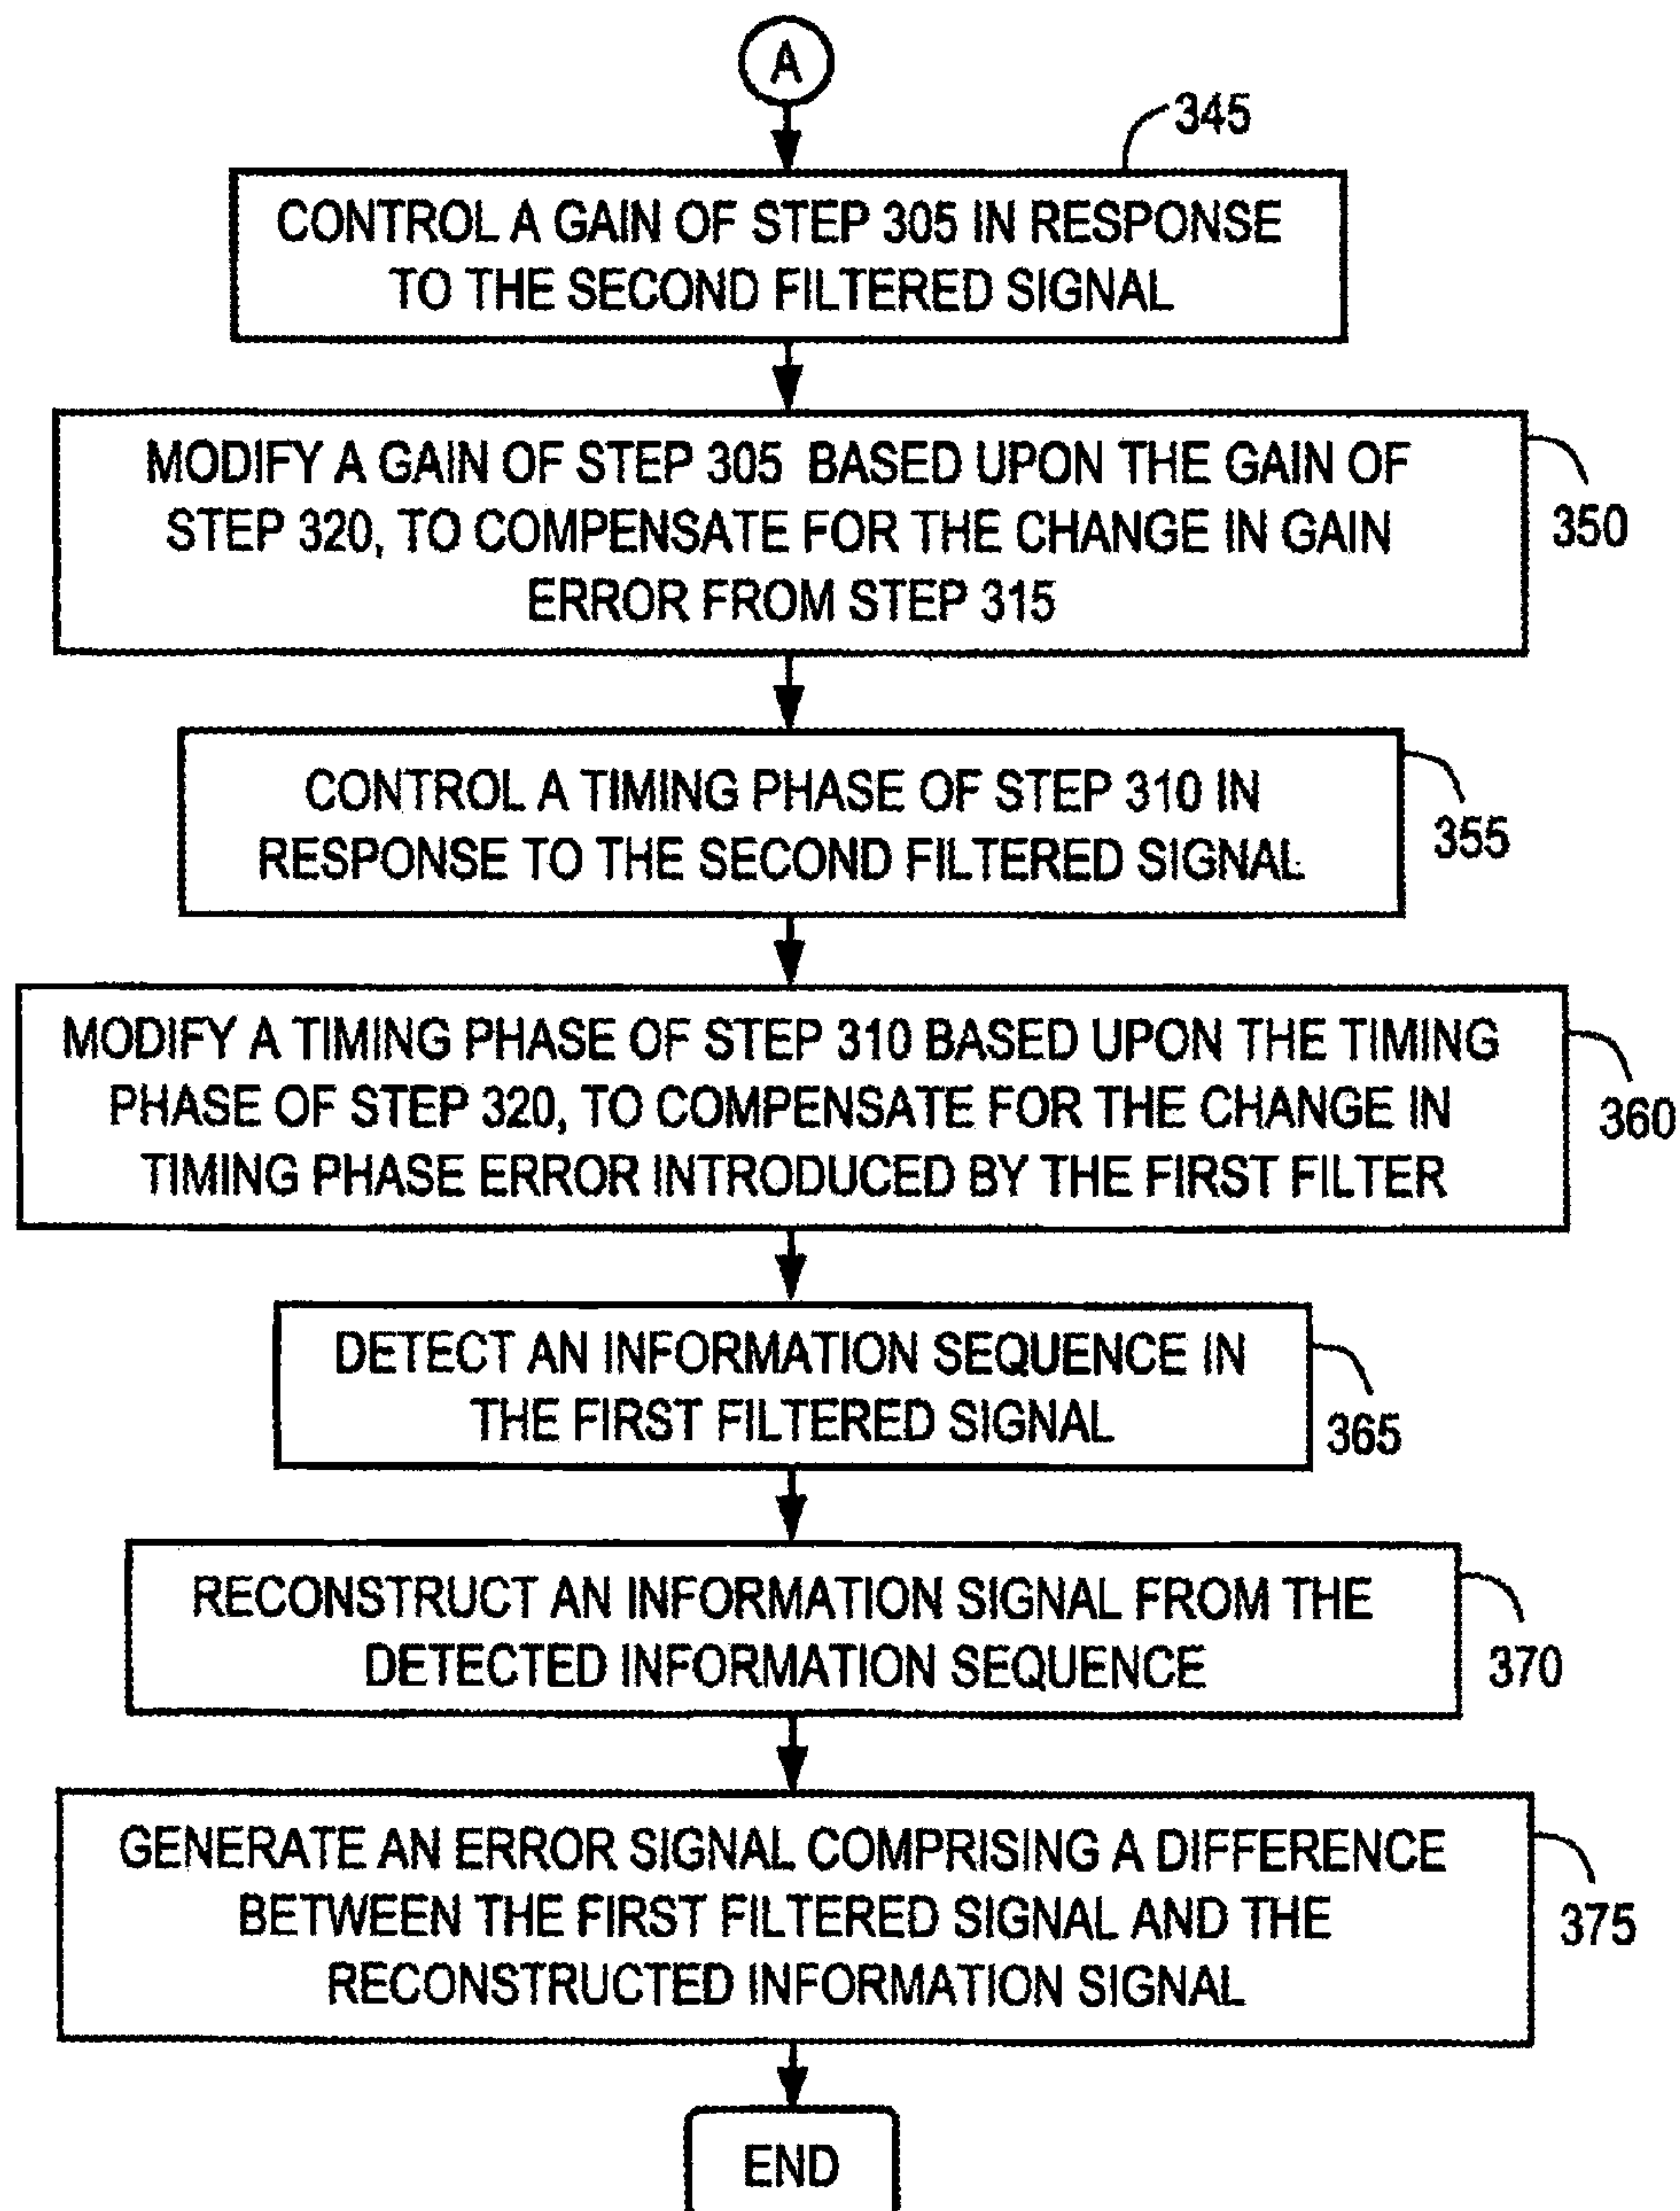 A
345
CONTROL A GAIN OF STEP 305 IN RESPONSE
TO THE SECOND FILTERED SIGNAL
MODIFY A GAIN OF STEP 305 BASED UPON THE GAIN OF
STEP 320, TO COMPENSATE FOR THE CHANGE IN GAIN
ERROR FROM STEP 315
350
CONTROL A TIMING PHASE OF STEP 310 IN
RESPONSE TO THE SECOND FILTERED SIGNAL
355
MODIFY A TIMING PHASE OF STEP 310 BASED UPON THE TIMING
PHASE OF STEP 320, TO COMPENSATE FOR THE CHANGE IN
TIMING PHASE ERROR INTRODUCED BY THE FIRST FILTER
360
DETECT AN INFORMATION SEQUENCE IN
THE FIRST FILTERED SIGNAL
365
RECONSTRUCT AN INFORMATION SIGNAL FROM THE
DETECTED INFORMATION SEQUENCE
370
GENERATE AN ERROR SIGNAL COMPRISING A DIFFERENCE
BETWEEN THE FIRST FILTERED SIGNAL AND THE
RECONSTRUCTED INFORMATION SIGNAL
375
END